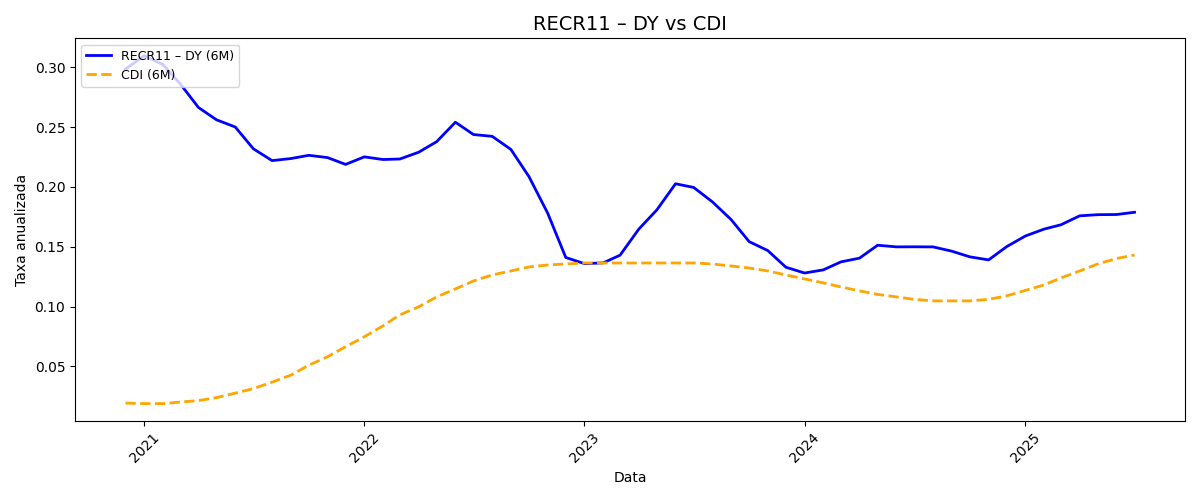 RECR11 – DY vs CDI
RECR11 – DY (6M)
CDI (6M)
Taxa anualizada
0.30
0.25
0.20
0.15
0.10
0.05
2021
2022
2023
2024
2025
Data